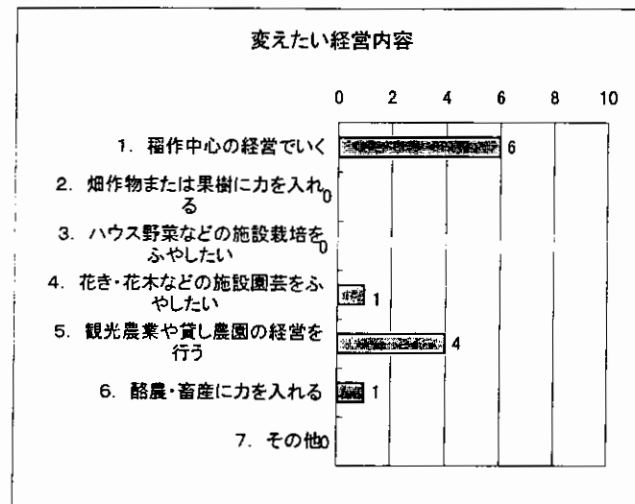 変えたい経営内容
0 2 4 6 8 10
1. 稲作中心の経営でいく 6
2. 畑作物または果樹に力を入れ
る 0
3. ハウス野菜などの施設栽培を
ふやしたい 0
4. 花き・花木などの施設園芸をふ
やしたい 1
5. 観光農業や貸し農園の経営を
行う 4
6. 酪農・畜産に力を入れる 1
7. その他 0